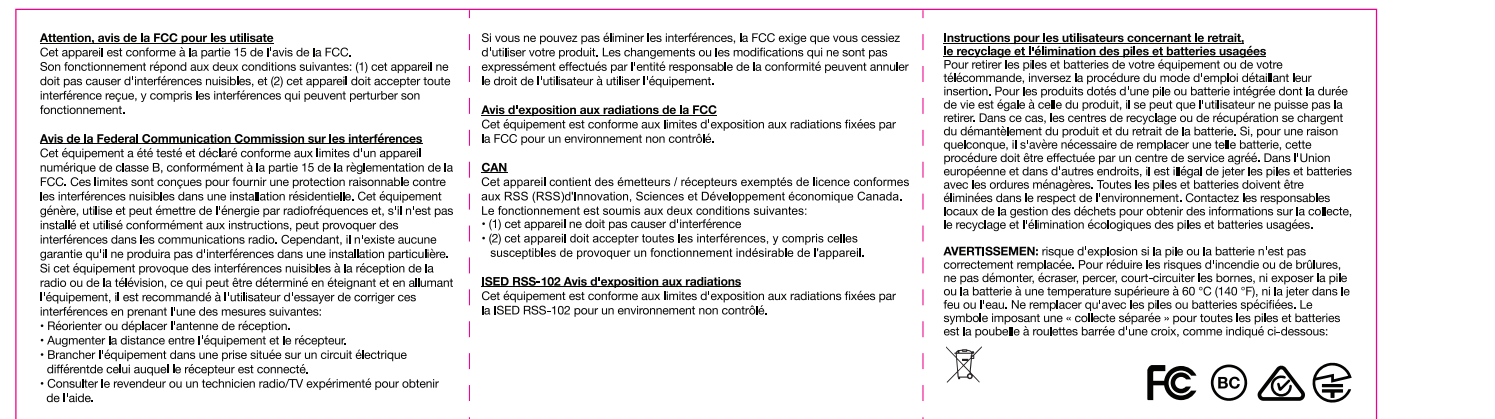 Attention, avis de la FCC pour les utilisate
Cet appareil est conforme à la partie 15 de l'avis de la FCC.
Son fonctionnement répond aux deux conditions suivantes: (1) cet appareil ne
doit pas causer d'interférences nuisibles, et (2) cet appareil doit accepter toute
interférence reçue, y compris les interférences qui peuvent perturber son
fonctionnement.
Avis de la Federal Communication Commission sur les interférences
Cet équipement a été testé et déclaré conforme aux limites d'un appareil
numérique de classe B, conformément à la partie 15 de la règlementation de la
FCC. Ces limites sont conçues pour fournir une protection raisonnable contre
les interférences nuisibles dans une installation résidentielle. Cet équipement
génère, utilise et peut émettre de l'énergie par radiofréquences et, s'il n'est pas
installé et utilisé conformément aux instructions, peut provoquer des
interférences dans les communications radio. Cependant, il n'existe aucune
garantie qu'il ne produira pas d'interférences dans une installation particulière.
Si cet équipement provoque des interférences nuisibles à la réception de la
radio ou de la télévision, ce qui peut être déterminé en éteignant et en allumant
l'équipement, il est recommandé à l'utilisateur d'essayer de corriger ces
interférences en prenant l'une des mesures suivantes:
• Réorienter ou déplacer l'antenne de réception.
• Augmenter la distance entre l'équipement et le récepteur.
• Brancher l'équipement dans une prise située sur un circuit électrique
différentde celui auquel le récepteur est connecté.
• Consulter le revendeur ou un technicien radio/TV expérimenté pour obtenir
de l'aide.
Si vous ne pouvez pas éliminer les interférences, la FCC exige que vous cessiez
d'utiliser votre produit. Les changements ou les modifications qui ne sont pas
expressément effectués par l'entité responsable de la conformité peuvent annuler
le droit de l'utilisateur à utiliser l'équipement.
Avis d'exposition aux radiations de la FCC
Cet équipement est conforme aux limites d'exposition aux radiations fixées par
la FCC pour un environnement non contrôlé.
CAN
Cet appareil contient des émetteurs / récepteurs exemptés de licence conformes
aux RSS (RSS)d'Innovation, Sciences et Développement économique Canada.
Le fonctionnement est soumis aux deux conditions suivantes:
• (1) cet appareil ne doit pas causer d'interférence
• (2) cet appareil doit accepter toutes les interférences, y compris celles
susceptibles de provoquer un fonctionnement indésirable de l'appareil.
ISED RSS-102 Avis d'exposition aux radiations
Cet équipement est conforme aux limites d'exposition aux radiations fixées par
la ISED RSS-102 pour un environnement non contrôlé.
Instructions pour les utilisateurs concernant le retrait,
le recyclage et l'élimination des piles et batteries usagées
Pour retirer les piles et batteries de votre équipement ou de votre
télécommande, inversez la procédure du mode d'emploi détaillant leur
insertion. Pour les produits dotés d'une pile ou batterie intégrée dont la durée
de vie est égale à celle du produit, il se peut que l'utilisateur ne puisse pas la
retirer. Dans ce cas, les centres de recyclage ou de récupération se chargent
du démantèlement du produit et du retrait de la batterie. Si, pour une raison
quelconque, il s'avère nécessaire de remplacer une telle batterie, cette
procédure doit être effectuée par un centre de service agréé. Dans l'Union
européenne et dans d'autres endroits, il est illégal de jeter les piles et batteries
avec les ordures ménagères. Toutes les piles et batteries doivent être
éliminées dans le respect de l'environnement. Contactez les responsables
locaux de la gestion des déchets pour obtenir des informations sur la collecte,
le recyclage et l'élimination écologiques des piles et batteries usagées.
AVERTISSEMEN: risque d'explosion si la pile ou la batterie n'est pas
correctement remplacée. Pour réduire les risques d'incendie ou de brûlures,
ne pas démonter, écraser, percer, court-circuiter les bornes, ni exposer la pile
ou la batterie à une température supérieure à 60 °C (140 °F), ni la jeter dans le
feu ou l'eau. Ne remplacer qu'avec les piles ou batteries spécifiées. Le
symbole imposant une « collecte séparée » pour toutes les piles et batteries
est la poubelle à roulettes barrée d'une croix, comme indiqué ci-dessous:
FC BC